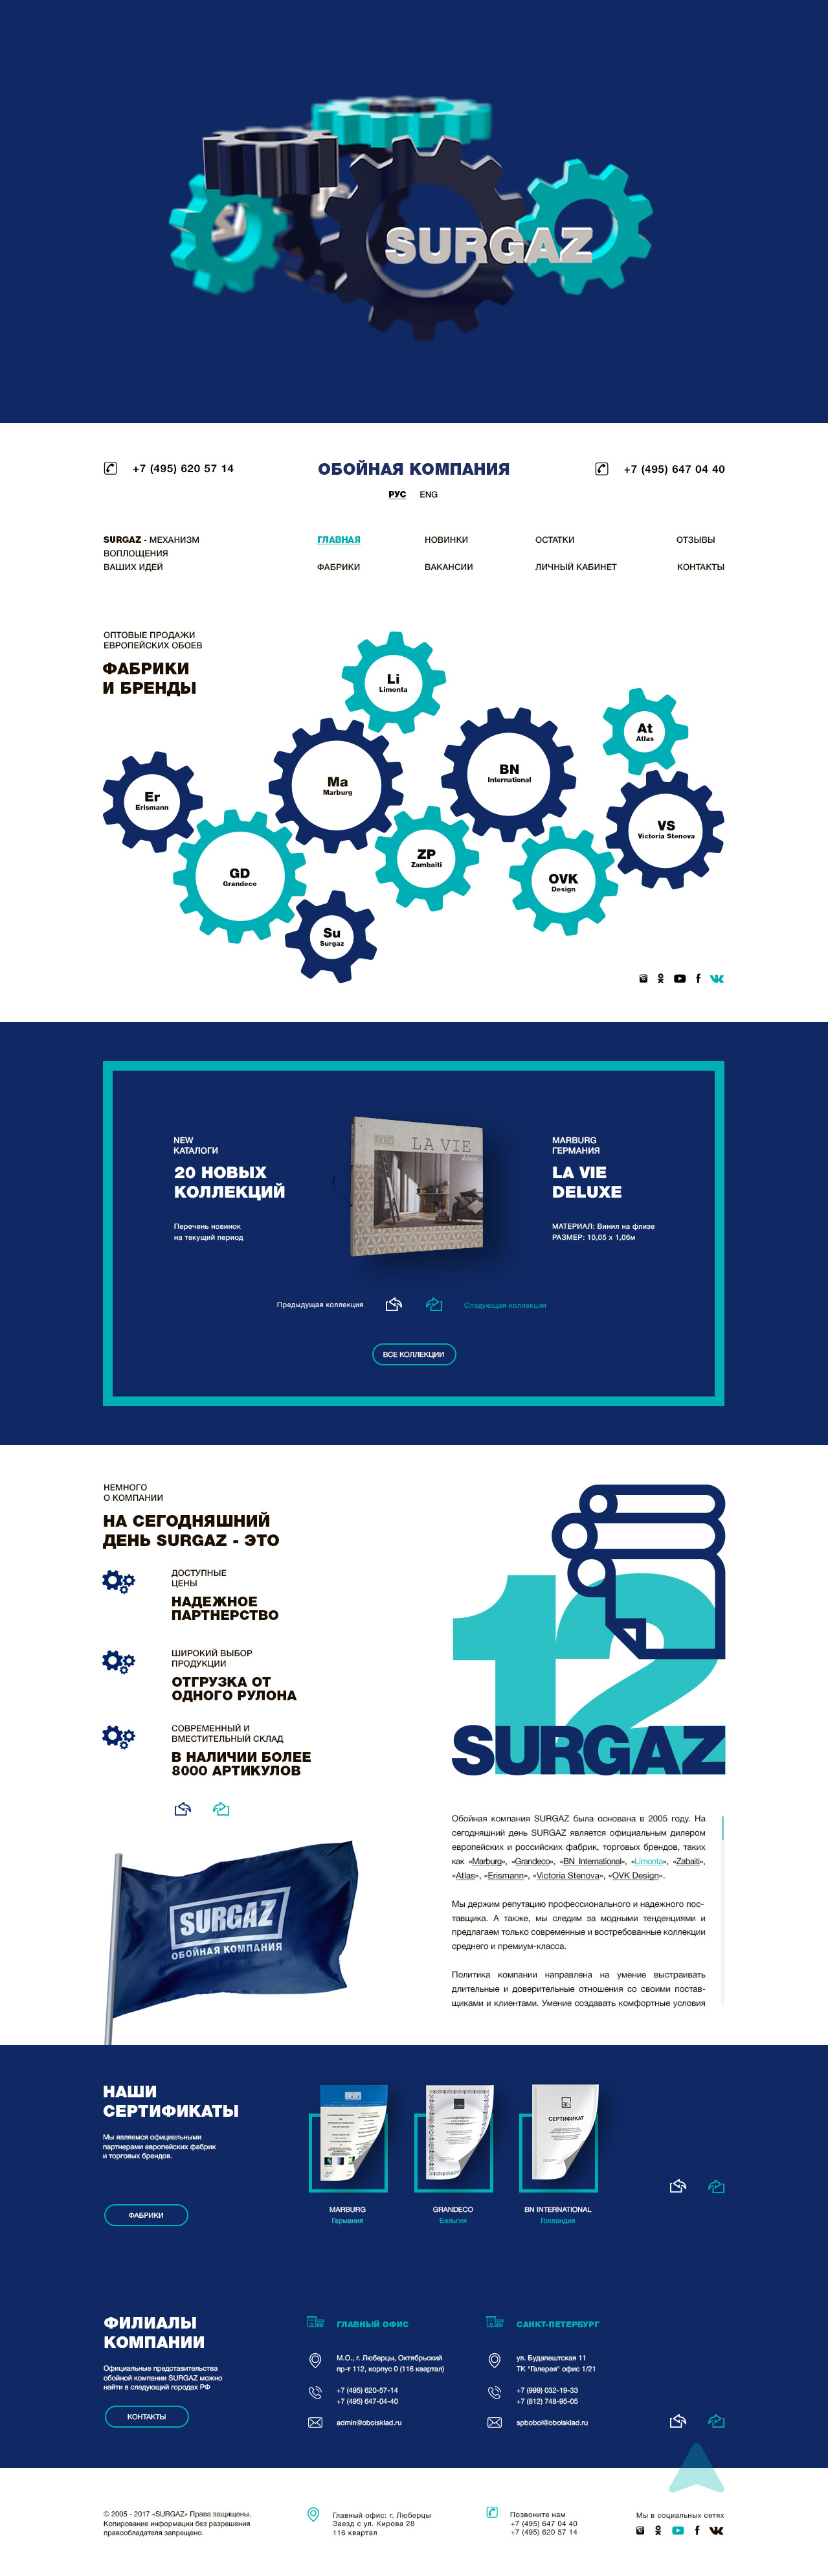 SURGAZ
+7 (495) 620 57 14
ОБОЙНАЯ КОМПАНИЯ
+7 (495) 647 04 40
РУС ENG
SURGAZ - МЕХАНИЗМ
ВОПЛОЩЕНИЯ
ВАШИХ ИДЕЙ
ГЛАВНАЯ НОВИНКИ ОСТАТКИ ОТЗЫВЫ
ФАБРИКИ ВАКАНСИИ ЛИЧНЫЙ КАБИНЕТ КОНТАКТЫ
ОПТОВЫЕ ПРОДАЖИ
ЕВРОПЕЙСКИХ ОБОЕВ
ФАБРИКИ
И БРЕНДЫ
Li
Limonta
At
Atlas
BN
International
Ma
Marburg
Er
Erismann
VS
Victoria Stenova
ZP
Zambaiti
GD
Grandeco
OVK
Design
Su
Surgaz
NEW
КАТАЛОГИ
20 НОВЫХ
КОЛЛЕКЦИЙ
Перечень новинок
на текущий период
LA VIE
MARBURG
ГЕРМАНИЯ
LA VIE
DELUXE
МАТЕРИАЛ: Винил на флизе
РАЗМЕР: 10,05 x 1,06м
Предыдущая коллекция Следующая коллекция
ВСЕ КОЛЛЕКЦИИ
НЕМНОГО
О КОМПАНИИ
НА СЕГОДНЯШНИЙ
ДЕНЬ SURGAZ - ЭТО
ДОСТУПНЫЕ
ЦЕНЫ
НАДЕЖНОЕ
ПАРТНЕРСТВО
ШИРОКИЙ ВЫБОР
ПРОДУКЦИИ
ОТГРУЗКА ОТ
ОДНОГО РУЛОНА
СОВРЕМЕННЫЙ И
ВМЕСТИТЕЛЬНЫЙ СКЛАД
В НАЛИЧИИ БОЛЕЕ
8000 АРТИКУЛОВ
12
SURGAZ
SURGAZ
ОБОЙНАЯ КОМПАНИЯ
Обойная компания SURGAZ была основана в 2005 году. На
сегодняшний день SURGAZ является официальным дилером
европейских и российских фабрик, торговых брендов, таких
как «Marburg», «Grandeco», «BN International», «Limonta», «Zabaiti»,
«Atlas», «Erismann», «Victoria Stenova», «OVK Design».
Мы держим репутацию профессионального и надежного пос-
тавщика. А также, мы следим за модными тенденциями и
предлагаем только современные и востребованные коллекции
среднего и премиум-класса.
Политика компании направлена на умение выстраивать
длительные и доверительные отношения со своими постав-
щиками и клиентами. Умение создавать комфортные условия
НАШИ
СЕРТИФИКАТЫ
Мы являемся официальными
партнерами европейских фабрик
и торговых брендов.
ФАБРИКИ
СЕРТИФИКАТ
MARBURG
Германия
GRANDECO
Бельгия
BN INTERNATIONAL
Голландия
ФИЛИАЛЫ
КОМПАНИИ
Официальные представительства
обойной компании SURGAZ можно
найти в следующий городах РФ
КОНТАКТЫ
ГЛАВНЫЙ ОФИС
М.О., г. Люберцы, Октябрьский
пр-т 112, корпус 0 (116 квартал)
+7 (495) 620-57-14
+7 (495) 647-04-40
admin@oboisklad.ru
САНКТ-ПЕТЕРБУРГ
ул. Будапештская 11
ТК "Галерея" офис 1/21
+7 (999) 032-19-33
+7 (812) 748-95-05
spboboi@oboisklad.ru
© 2005 - 2017 «SURGAZ» Права защищены.
Копирование информации без разрешения
правообладателя запрещено.
Главный офис: г. Люберцы
Заезд с ул. Кирова 28
116 квартал
Позвоните нам
+7 (495) 647 04 40
+7 (495) 620 57 14
Мы в социальных сетях